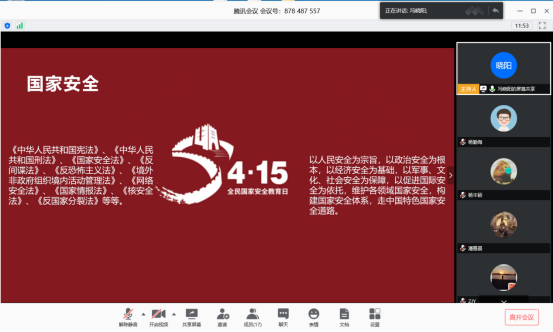 腾讯会议 会议号：878 487 557
正在讲话: 冯晓阳;
11:53
国家安全
《中华人民共和国宪法》、《中华人民
共和国刑法》、《国家安全法》、《反
间谍法》、《反恐怖主义法》、《境外
非政府组织境内活动管理法》、《网络
安全法》、《国家情报法》、《核安全
法》、《反国家分裂法》等等。
4·15
全民国家安全教育日
以人民安全为宗旨，以政治安全为根
本，以经济安全为基础，以军事、文
化、社会安全为保障，以促进国际安
全为依托，维护各领域国家安全，构
建国家安全体系，走中国特色国家安
全道路。
晓阳
主持人
冯晓阳的屏幕共享
ZJY
解除静音
开启视频
共享屏幕
邀请
成员(17)
聊天
表情
文档
设置
离开会议